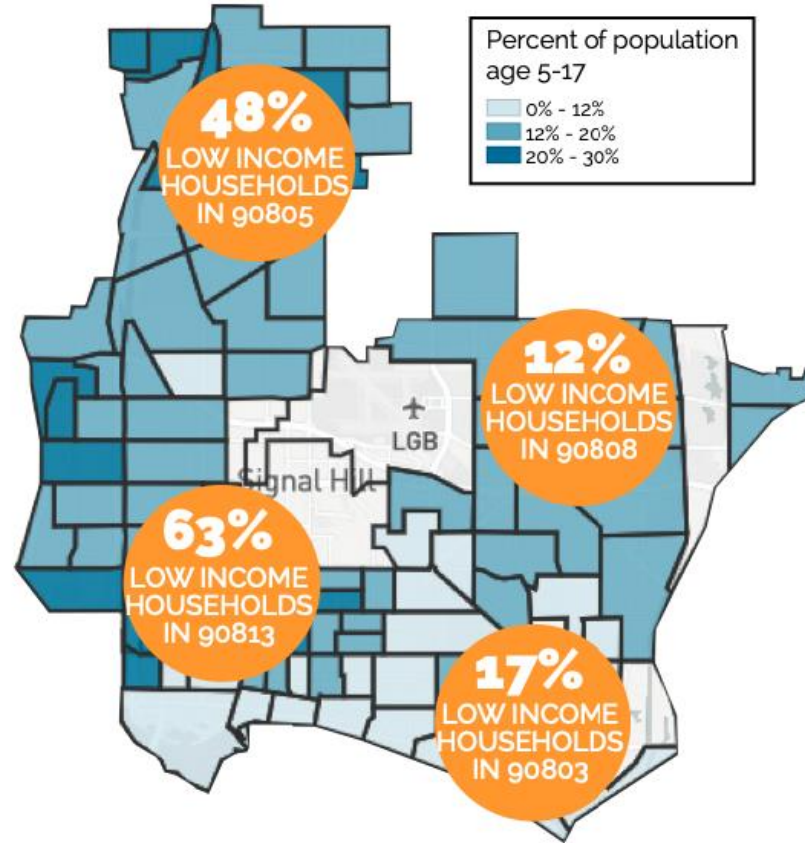 Percent of population
age 5-17
0% - 12%
12% - 20%
20% - 30%
48%
LOW INCOME
HOUSEHOLDS
IN 90805
12%
LOW INCOME
HOUSEHOLDS
IN 90808
LGB
Signal Hill
63%
LOW INCOME
HOUSEHOLDS
IN 90813
17%
LOW INCOME
HOUSEHOLDS
IN 90803